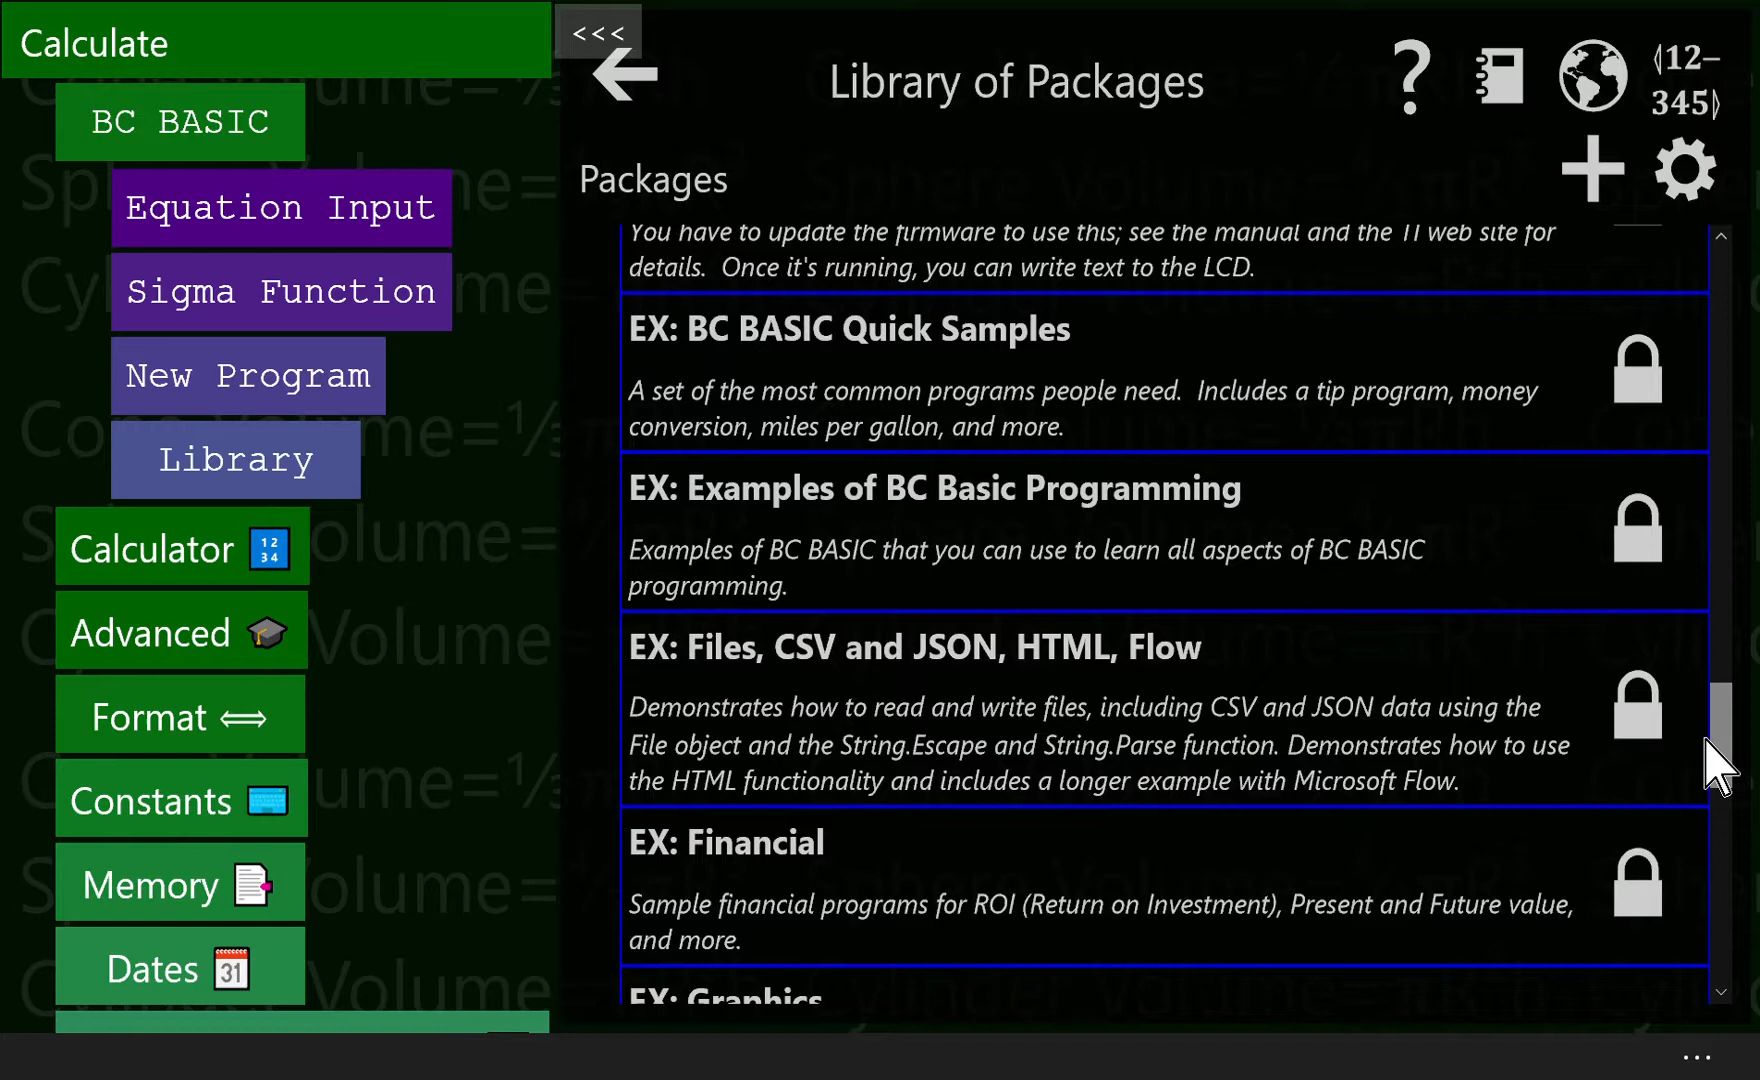 Calculate
<<<
Library of Packages
?
⟬12–
345⟭
BC BASIC
Equation Input
Sigma Function
New Program
Library
Calculator 12 34
Advanced
Format ⟺
Constants
Memory
Dates 31
Packages
You have to update the firmware to use this; see the manual and the TI web site for
details.  Once it's running, you can write text to the LCD.
EX: BC BASIC Quick Samples
A set of the most common programs people need.  Includes a tip program, money
conversion, miles per gallon, and more.
EX: Examples of BC Basic Programming
Examples of BC BASIC that you can use to learn all aspects of BC BASIC
programming.
EX: Files, CSV and JSON, HTML, Flow
Demonstrates how to read and write files, including CSV and JSON data using the
File object and the String.Escape and String.Parse function. Demonstrates how to use
the HTML functionality and includes a longer example with Microsoft Flow.
EX: Financial
Sample financial programs for ROI (Return on Investment), Present and Future value,
and more.
EX: Graphics
...